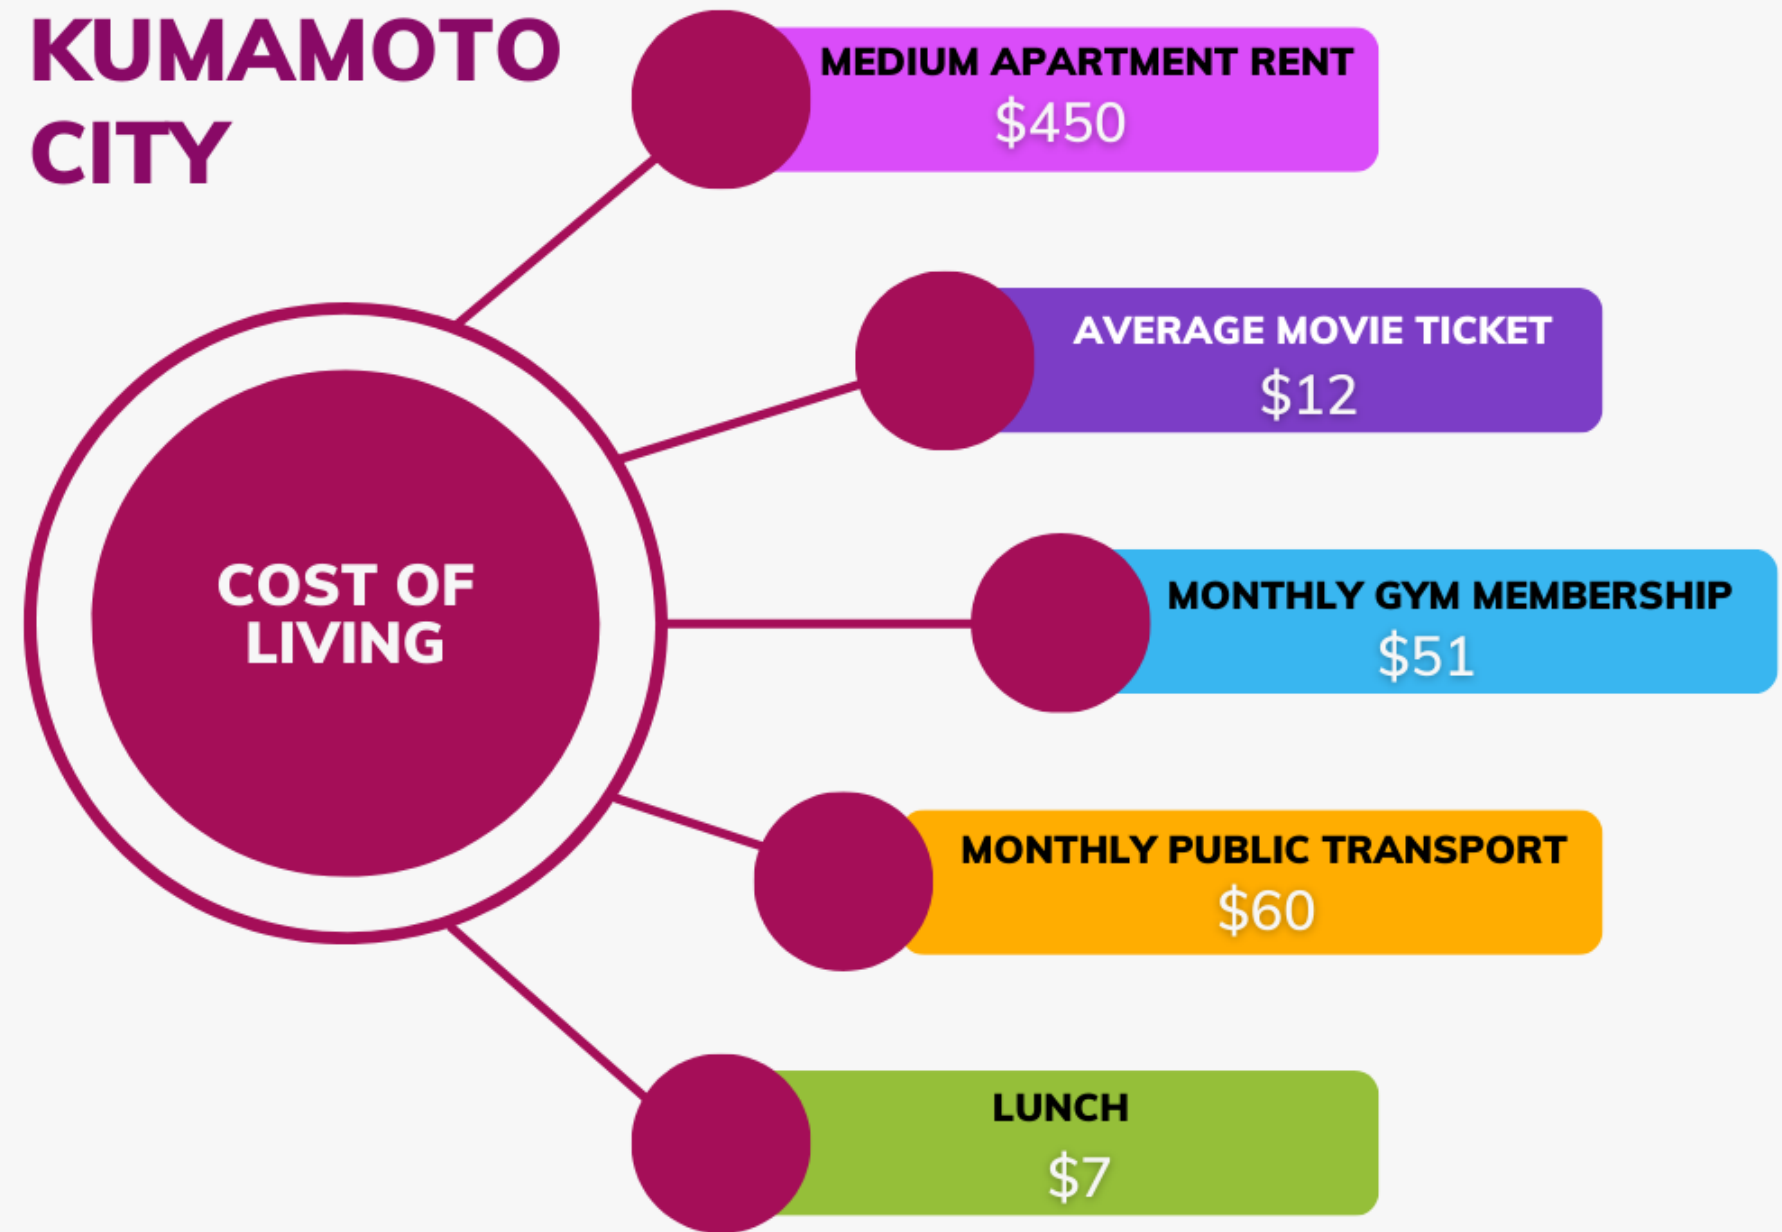 KUMAMOTO
CITY
MEDIUM APARTMENT RENT
$450
AVERAGE MOVIE TICKET
$12
COST OF
LIVING
MONTHLY GYM MEMBERSHIP
$51
MONTHLY PUBLIC TRANSPORT
$60
LUNCH
$7